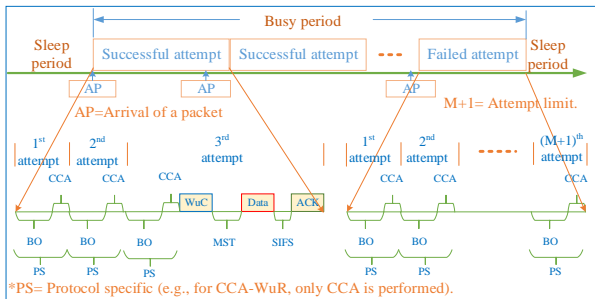 Busy period
Sleep period
Successful attempt
Successful attempt
Failed attempt
Sleep period
AP
AP
AP
AP=Arrival of a packet
M+1= Attempt limit.
1st attempt
2nd attempt
3rd attempt
1st attempt
2nd attempt
(M+1)th attempt
CCA
CCA
CCA
CCA
CCA
CCA
WuC
Data
ACK
BO
BO
BO
MST
SIFS
BO
BO
BO
PS
PS
PS
PS
PS
PS
*PS= Protocol specific (e.g., for CCA-WuR, only CCA is performed).